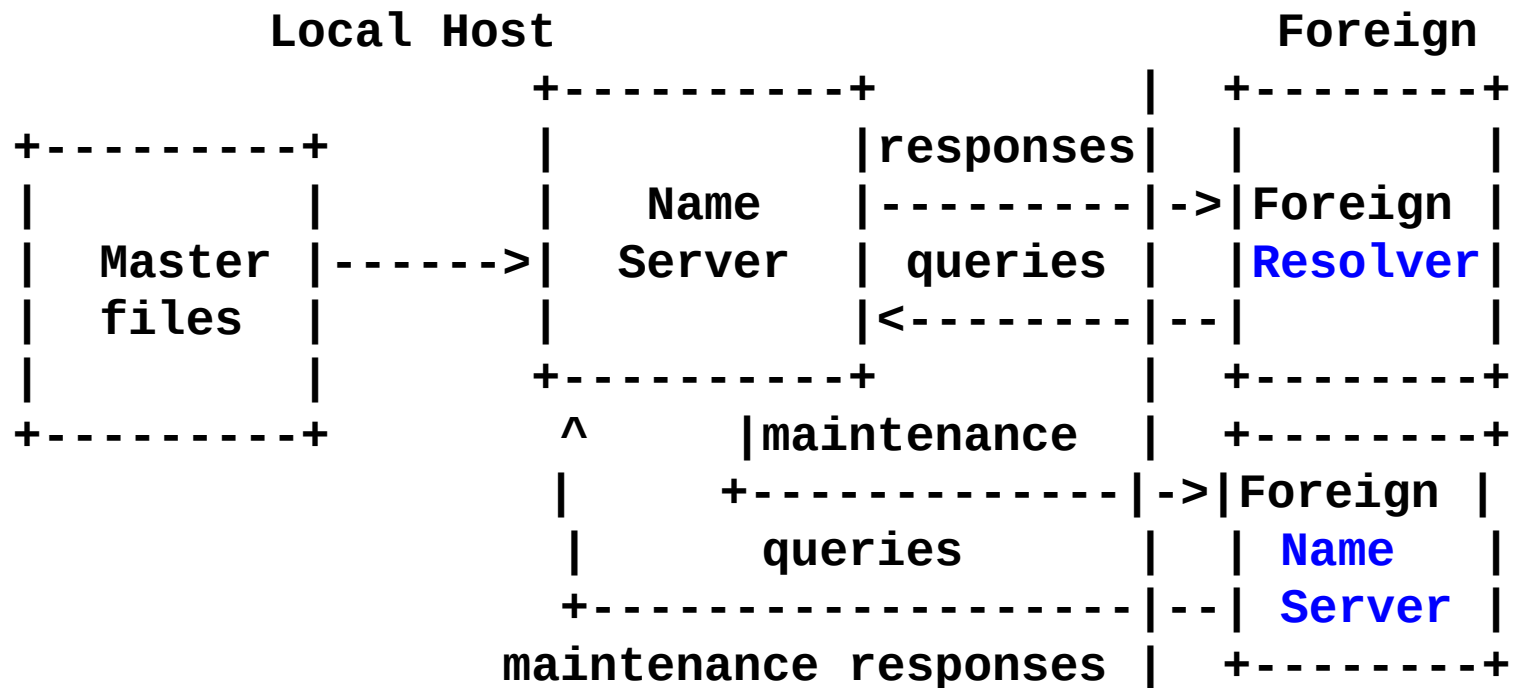 Local Host                         Foreign
                   +----------+         |  +--------+
+---------+       |          |responses|  |        |
|         |       |   Name   |---------|->|Foreign |
|  Master |------>|  Server  | queries |  |Resolver|
|  files  |       |          |<--------|--|        |
|         |       +----------+         |  +--------+
+---------+        ^     |maintenance  |  +--------+
                   |     +-------------|->|Foreign |
                   |      queries      |  | Name   |
                   +-------------------|--| Server |
                 maintenance responses |  +--------+